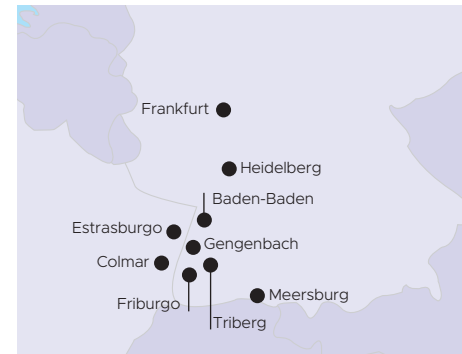 Frankfurt
Heidelberg
Baden-Baden
Estrasburgo
Gengenbach
Colmar
Meersburg
Friburgo
Triberg